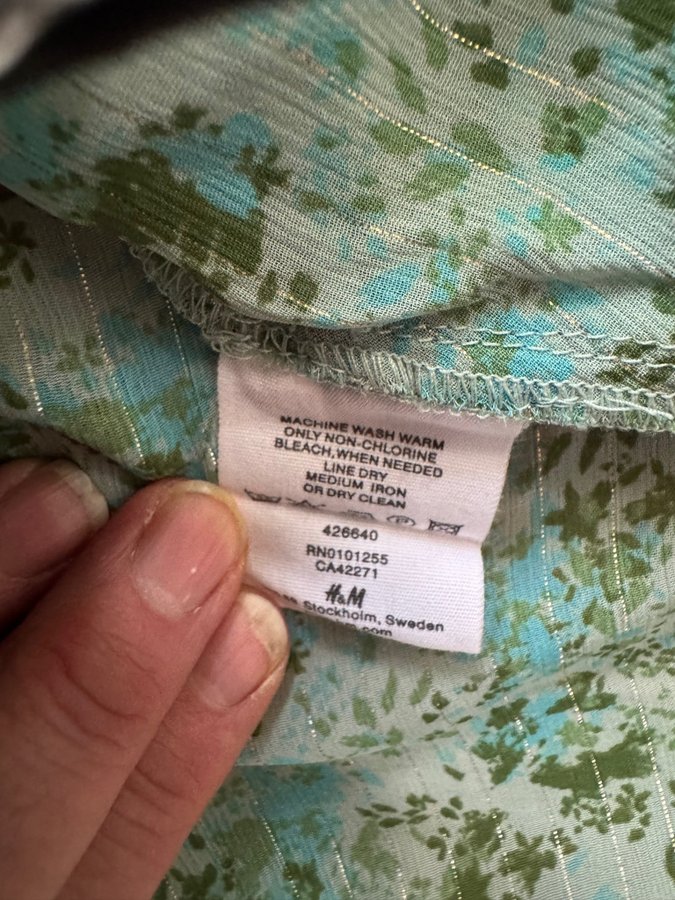 MACHINE WASH WARM
ONLY NON-CHLORINE
BLEACH, WHEN NEEDED
LINE DRY
MEDIUM IRON
OR DRY CLEAN
426640
RN0101255
CA42271
H&M
Stockholm, Sweden
.com